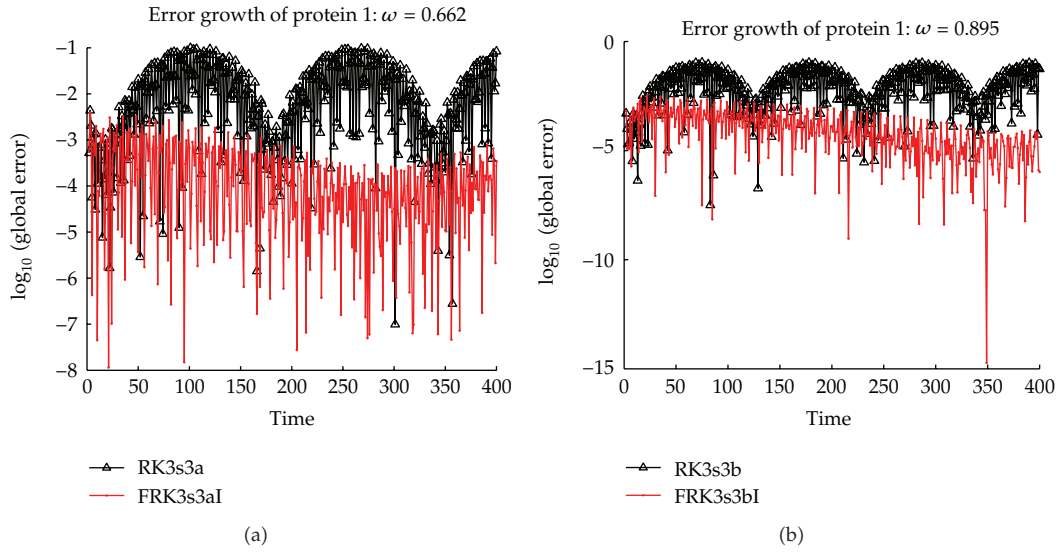 Error growth of protein 1: ω = 0.662
−1
−2
−3
−4
−5
−6
−7
−8
log₁₀ (global error)
0 50 100 150 200 250 300 350 400
Time
RK3s3a
FRK3s3aI
(a)
Error growth of protein 1: ω = 0.895
0
−5
−10
−15
log₁₀ (global error)
0 50 100 150 200 250 300 350 400
Time
RK3s3b
FRK3s3bI
(b)